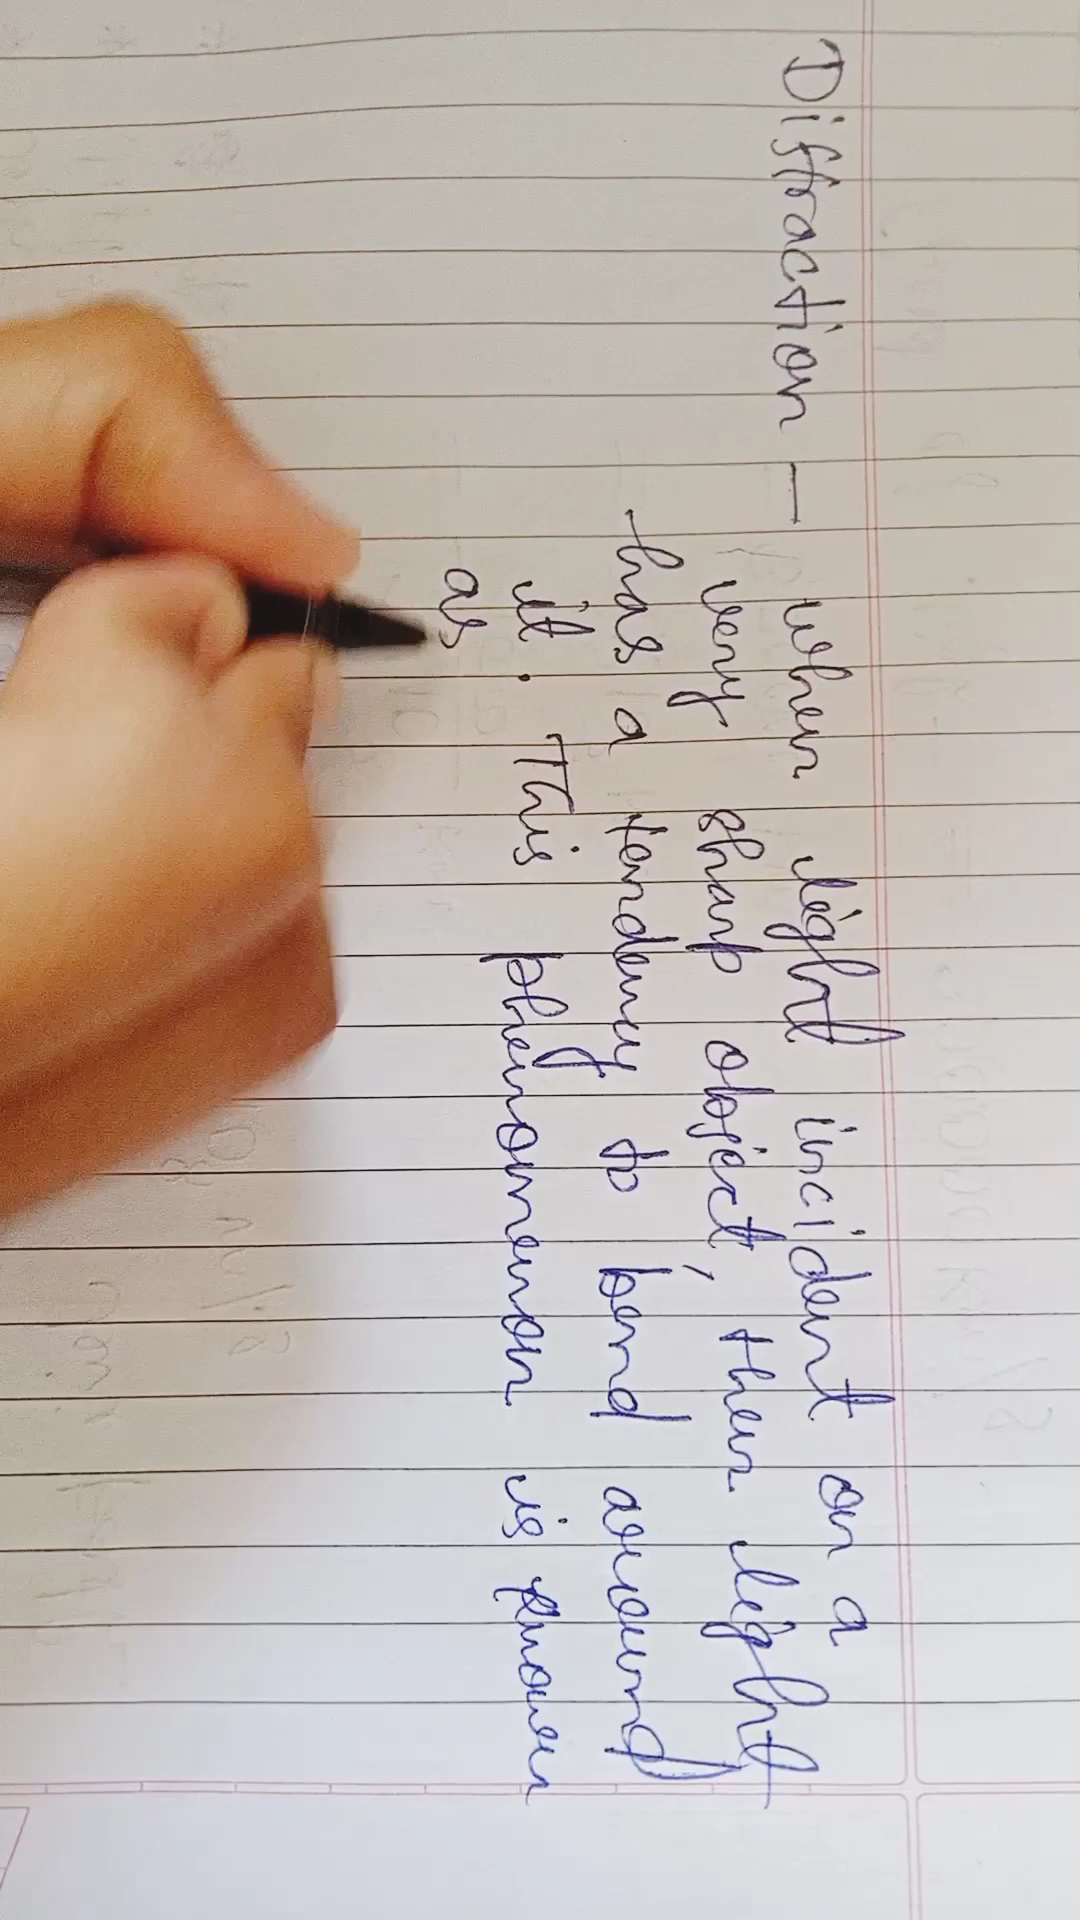 Diffraction — when light incident on a
very sharp object, then light
has a tendency to bend around
it. This phenomenon is known
as